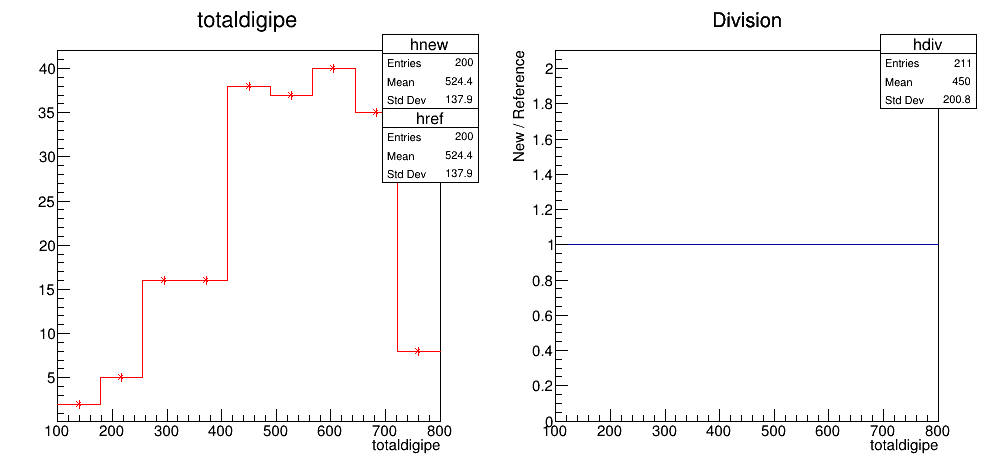 totaldigipe
hnew
Entries 200
Mean 524.4
Std Dev 137.9
href
Entries 200
Mean 524.4
Std Dev 137.9
40
35
30
25
20
15
10
5
100 200 300 400 500 600 700 800
totaldigipe
Division
hdiv
Entries 211
Mean 450
Std Dev 200.8
New / Reference
2
1.8
1.6
1.4
1.2
1
0.8
0.6
0.4
0.2
0
100 200 300 400 500 600 700 800
totaldigipe